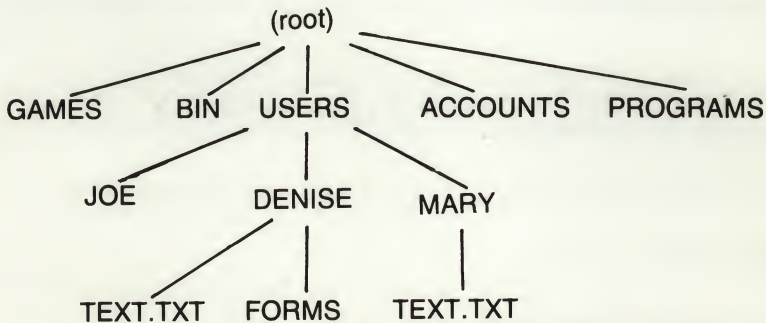 (root)
GAMES BIN USERS ACCOUNTS PROGRAMS
JOE DENISE MARY
TEXT.TXT FORMS TEXT.TXT